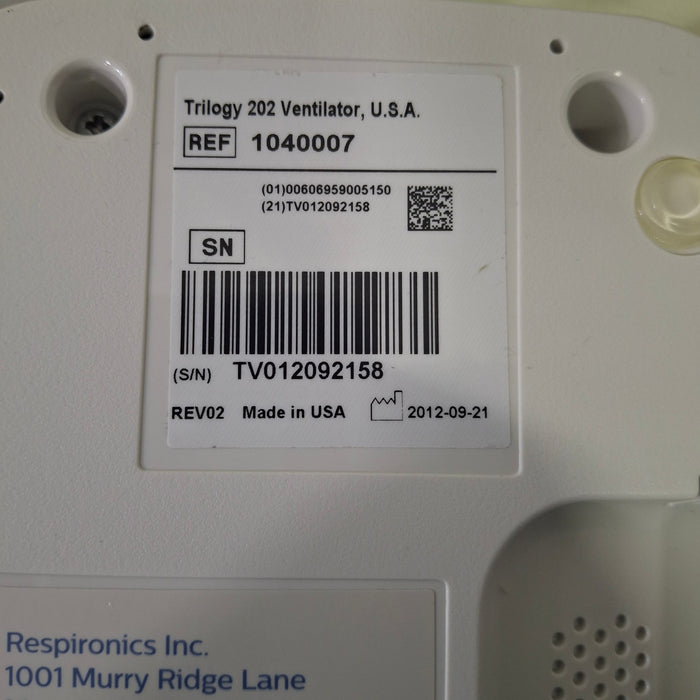 Trilogy 202 Ventilator, U.S.A.
REF 1040007
(01)00606959005150
(21)TV012092158
SN
(S/N) TV012092158
REV02 Made in USA 2012-09-21
Respironics Inc.
1001 Murry Ridge Lane